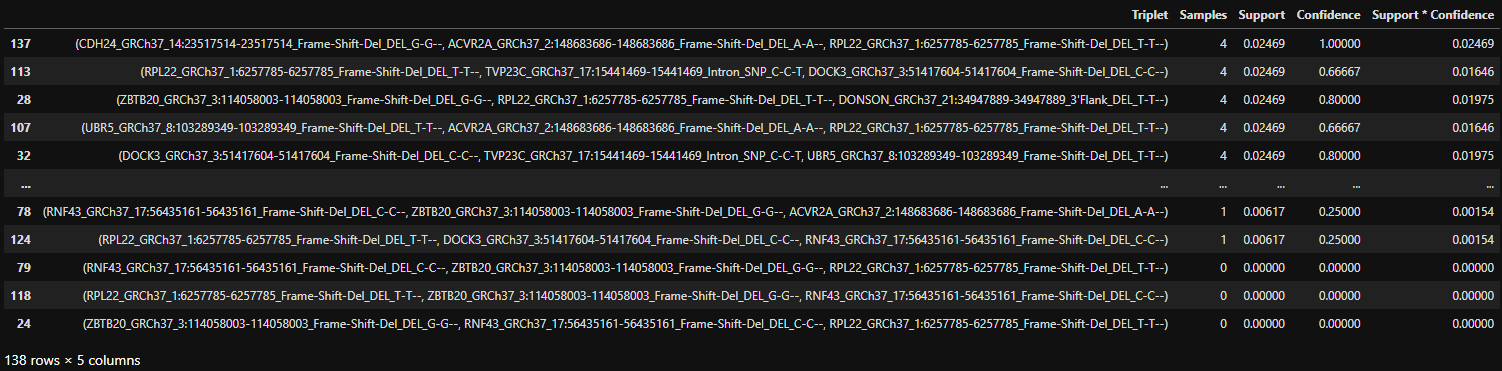 Triplet Samples Support Confidence Support * Confidence
137 (CDH24_GRCh37_14:23517514-23517514_Frame-Shift-Del_DEL_G-G--, ACVR2A_GRCh37_2:148683686-148683686_Frame-Shift-Del_DEL_A-A--, RPL22_GRCh37_1:6257785-6257785_Frame-Shift-Del_DEL_T-T--) 4 0.02469 1.00000 0.02469
113 (RPL22_GRCh37_1:6257785-6257785_Frame-Shift-Del_DEL_T-T--, TVP23C_GRCh37_17:15441469-15441469_Intron_SNP_C-C-T, DOCK3_GRCh37_3:51417604-51417604_Frame-Shift-Del_DEL_C-C--) 4 0.02469 0.66667 0.01646
28 (ZBTB20_GRCh37_3:114058003-114058003_Frame-Shift-Del_DEL_G-G--, RPL22_GRCh37_1:6257785-6257785_Frame-Shift-Del_DEL_T-T--, DONSON_GRCh37_21:34947889-34947889_3'Flank_DEL_T-T--) 4 0.02469 0.80000 0.01975
107 (UBR5_GRCh37_8:103289349-103289349_Frame-Shift-Del_DEL_T-T--, ACVR2A_GRCh37_2:148683686-148683686_Frame-Shift-Del_DEL_A-A--, RPL22_GRCh37_1:6257785-6257785_Frame-Shift-Del_DEL_T-T--) 4 0.02469 0.66667 0.01646
32 (DOCK3_GRCh37_3:51417604-51417604_Frame-Shift-Del_DEL_C-C--, TVP23C_GRCh37_17:15441469-15441469_Intron_SNP_C-C-T, UBR5_GRCh37_8:103289349-103289349_Frame-Shift-Del_DEL_T-T--) 4 0.02469 0.80000 0.01975
... ... ... ... ... ...
78 (RNF43_GRCh37_17:56435161-56435161_Frame-Shift-Del_DEL_C-C--, ZBTB20_GRCh37_3:114058003-114058003_Frame-Shift-Del_DEL_G-G--, ACVR2A_GRCh37_2:148683686-148683686_Frame-Shift-Del_DEL_A-A--) 1 0.00617 0.25000 0.00154
124 (RPL22_GRCh37_1:6257785-6257785_Frame-Shift-Del_DEL_T-T--, DOCK3_GRCh37_3:51417604-51417604_Frame-Shift-Del_DEL_C-C--, RNF43_GRCh37_17:56435161-56435161_Frame-Shift-Del_DEL_C-C--) 1 0.00617 0.25000 0.00154
79 (RNF43_GRCh37_17:56435161-56435161_Frame-Shift-Del_DEL_C-C--, ZBTB20_GRCh37_3:114058003-114058003_Frame-Shift-Del_DEL_G-G--, RPL22_GRCh37_1:6257785-6257785_Frame-Shift-Del_DEL_T-T--) 0 0.00000 0.00000 0.00000
118 (RPL22_GRCh37_1:6257785-6257785_Frame-Shift-Del_DEL_T-T--, ZBTB20_GRCh37_3:114058003-114058003_Frame-Shift-Del_DEL_G-G--, RNF43_GRCh37_17:56435161-56435161_Frame-Shift-Del_DEL_C-C--) 0 0.00000 0.00000 0.00000
24 (ZBTB20_GRCh37_3:114058003-114058003_Frame-Shift-Del_DEL_G-G--, RNF43_GRCh37_17:56435161-56435161_Frame-Shift-Del_DEL_C-C--, RPL22_GRCh37_1:6257785-6257785_Frame-Shift-Del_DEL_T-T--) 0 0.00000 0.00000 0.00000
138 rows × 5 columns